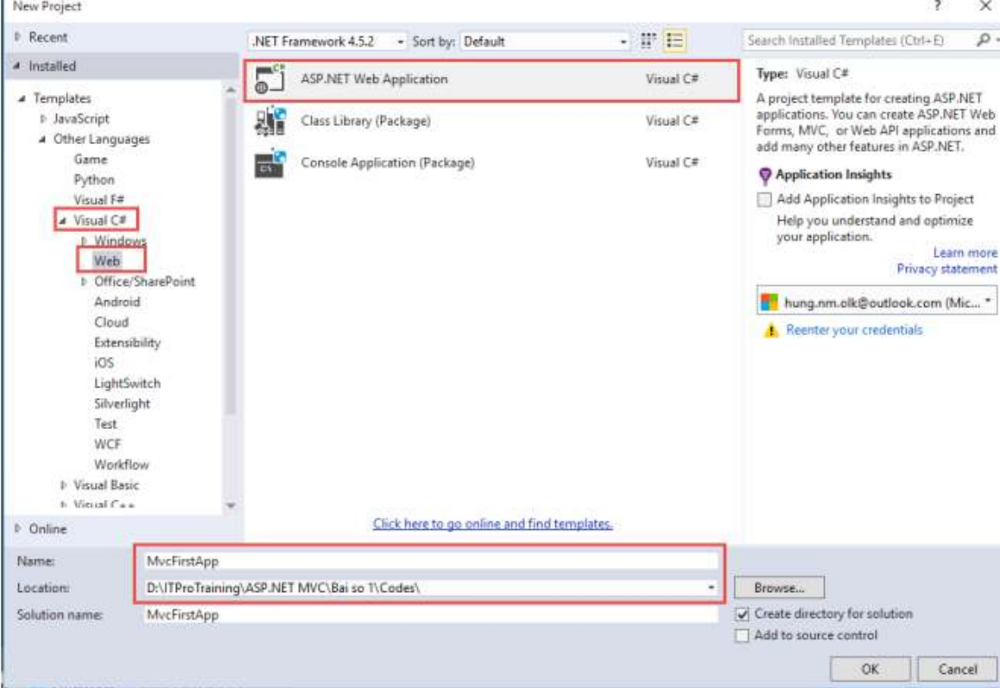 New Project
?
Recent
.NET Framework 4.5.2
Sort by: Default
Search Installed Templates (Ctrl+E)
Installed
Templates
JavaScript
Other Languages
Game
Python
Visual F#
Visual C#
Windows
Web
Office/SharePoint
Android
Cloud
Extensibility
iOS
LightSwitch
Silverlight
Test
WCF
Workflow
Visual Basic
Visual C++
Online
ASP.NET Web Application Visual C#
Class Library (Package) Visual C#
Console Application (Package) Visual C#
Click here to go online and find templates.
Type: Visual C#
A project template for creating ASP.NET
applications. You can create ASP.NET Web
Forms, MVC, or Web API applications and
add many other features in ASP.NET.
Application Insights
Add Application Insights to Project
Help you understand and optimize
your application.
Learn more
Privacy statement
hung.nm.olk@outlook.com (Mic...
Reenter your credentials
Name: MvcFirstApp
Location: D:\ITProTraining\ASP.NET MVC\Bai so 1\Codes\
Browse...
Solution name: MvcFirstApp
Create directory for solution
Add to source control
OK
Cancel